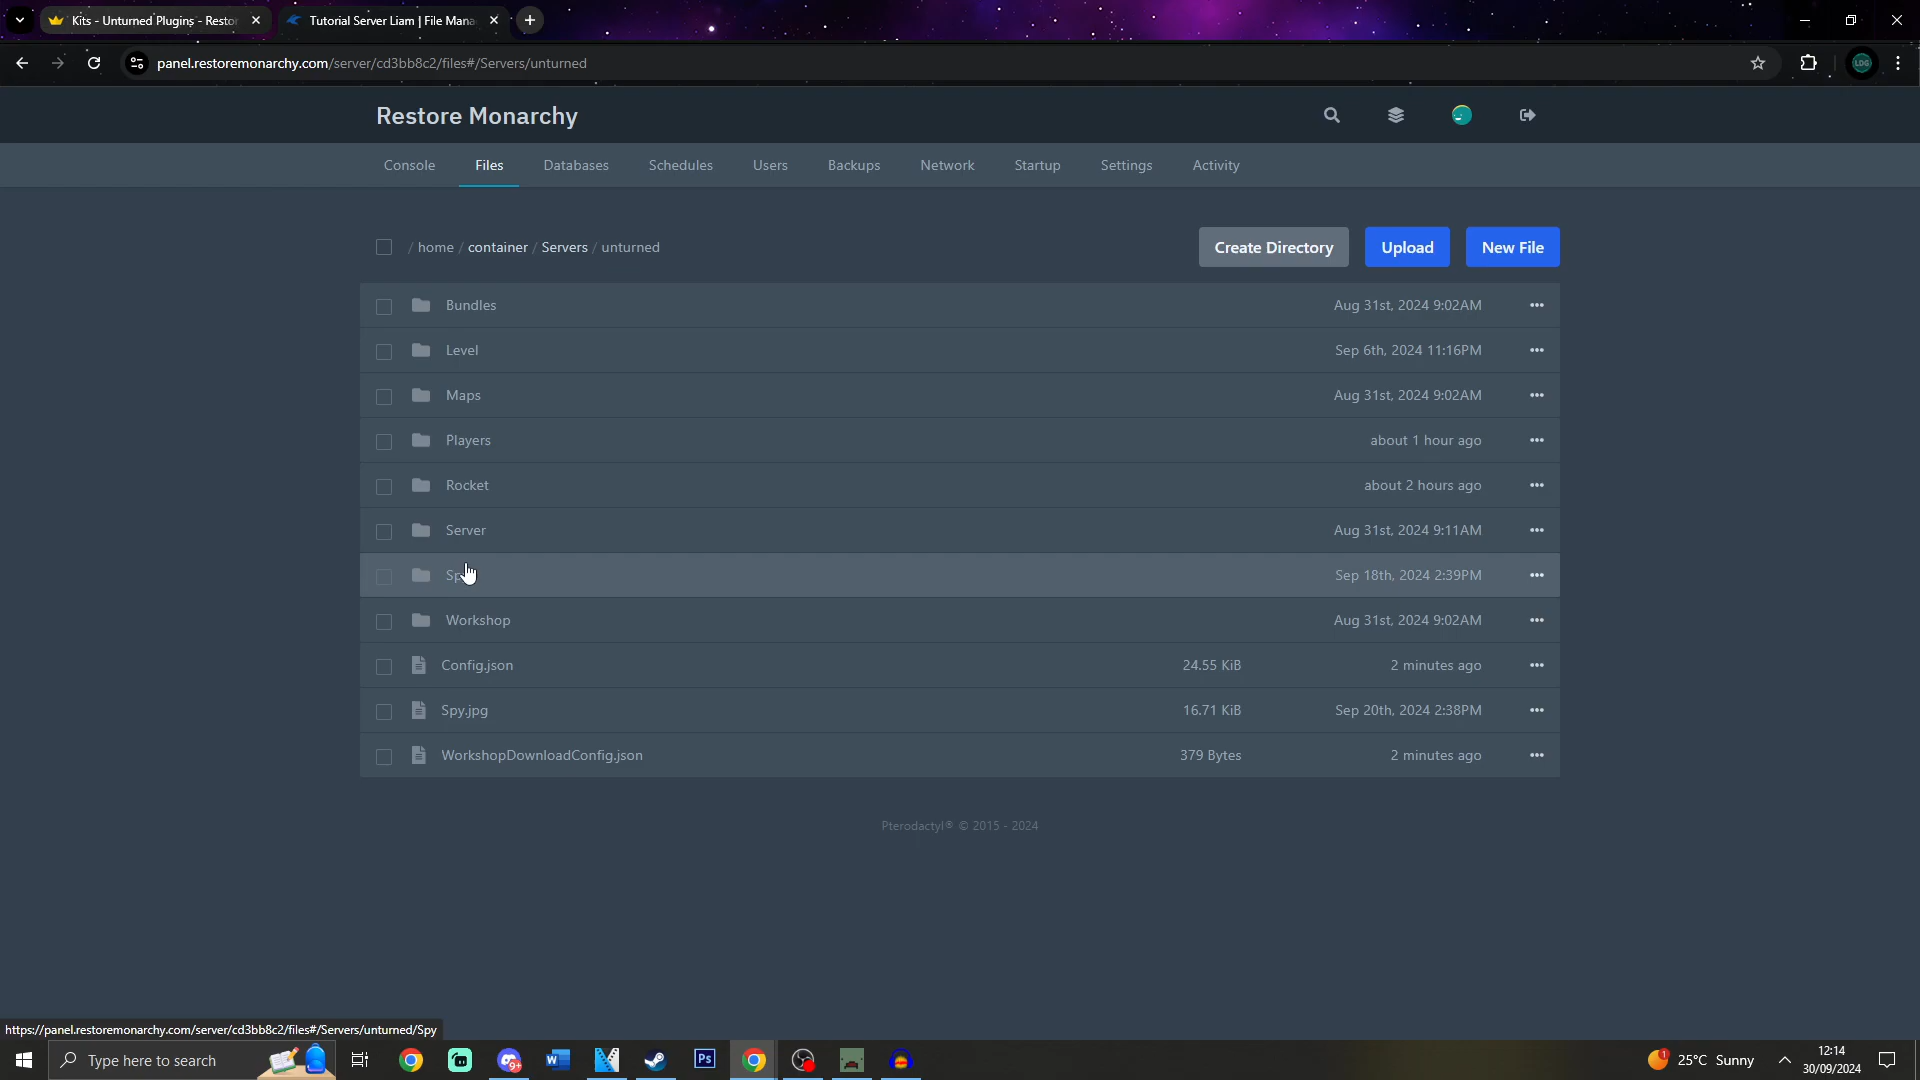 Kits - Unturned Plugins - Restor
Tutorial Server Liam | File Mana
panel.restoremonarchy.com/server/cd3bb8c2/files#/Servers/unturned
LDG
Restore Monarchy
Console Files Databases Schedules Users Backups Network Startup Settings Activity
/ home / container / Servers / unturned
Create Directory Upload New File
Bundles Aug 31st, 2024 9:02AM
Level Sep 6th, 2024 11:16PM
Maps Aug 31st, 2024 9:02AM
Players about 1 hour ago
Rocket about 2 hours ago
Server Aug 31st, 2024 9:11AM
Sep 18th, 2024 2:39PM
Workshop Aug 31st, 2024 9:02AM
Config.json 24.55 KiB 2 minutes ago
Spy.jpg 16.71 KiB Sep 20th, 2024 2:38PM
WorkshopDownloadConfig.json 379 Bytes 2 minutes ago
Pterodactyl® © 2015 - 2024
https://panel.restoremonarchy.com/server/cd3bb8c2/files#/Servers/unturned/Spy
Type here to search
9+
Ps
1
25°C Sunny
12:14
30/09/2024